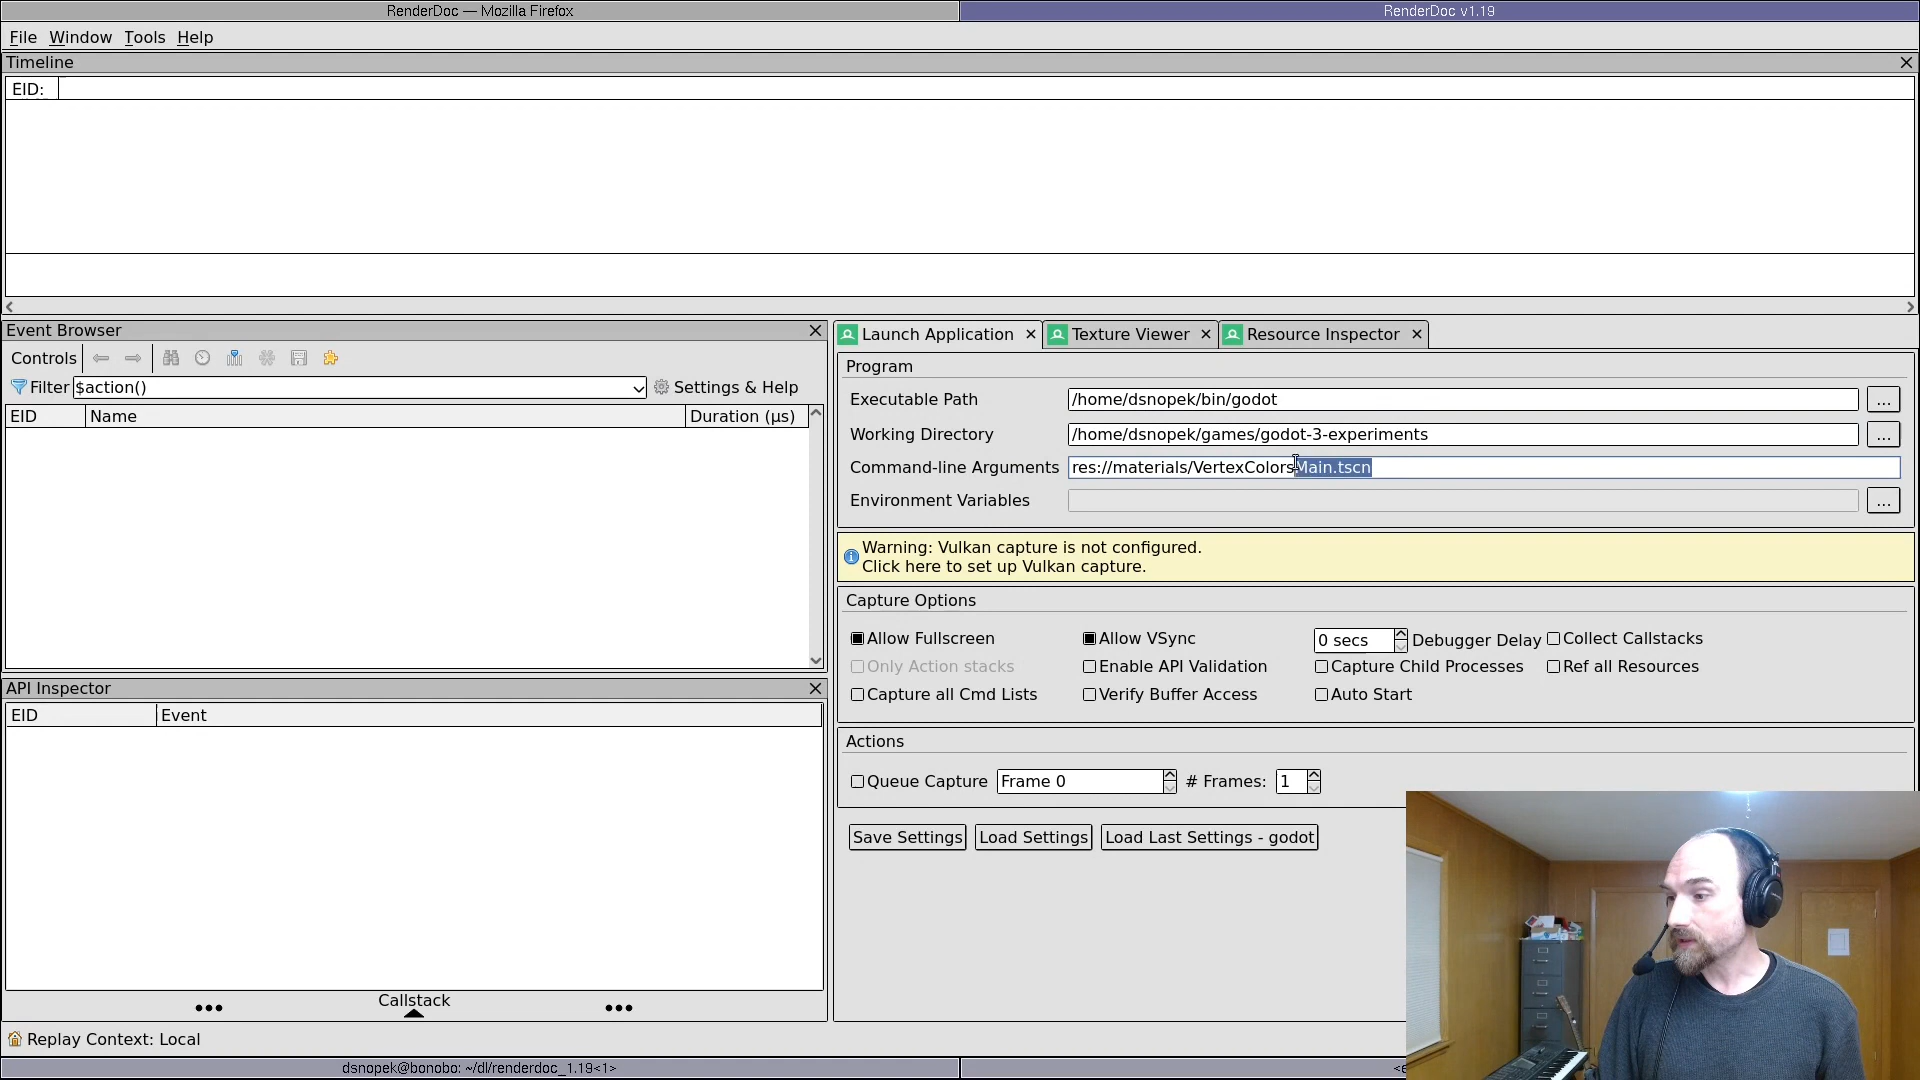 RenderDoc — Mozilla Firefox
RenderDoc v1.19
File Window Tools Help
Timeline
EID:
Event Browser
Controls
Filter $action() Settings & Help
EID Name Duration (µs)
API Inspector
EID Event
Callstack
Launch Application Texture Viewer Resource Inspector
Program
Executable Path /home/dsnopek/bin/godot ...
Working Directory /home/dsnopek/games/godot-3-experiments ...
Command-line Arguments res://materials/VertexColorsMain.tscn
Environment Variables ...
Warning: Vulkan capture is not configured.
Click here to set up Vulkan capture.
Capture Options
Allow Fullscreen Allow VSync 0 secs Debugger Delay Collect Callstacks
Only Action stacks Enable API Validation Capture Child Processes Ref all Resources
Capture all Cmd Lists Verify Buffer Access Auto Start
Actions
Queue Capture Frame 0 # Frames: 1
Save Settings Load Settings Load Last Settings - godot
Replay Context: Local
dsnopek@bonobo: ~/dl/renderdoc_1.19<1>